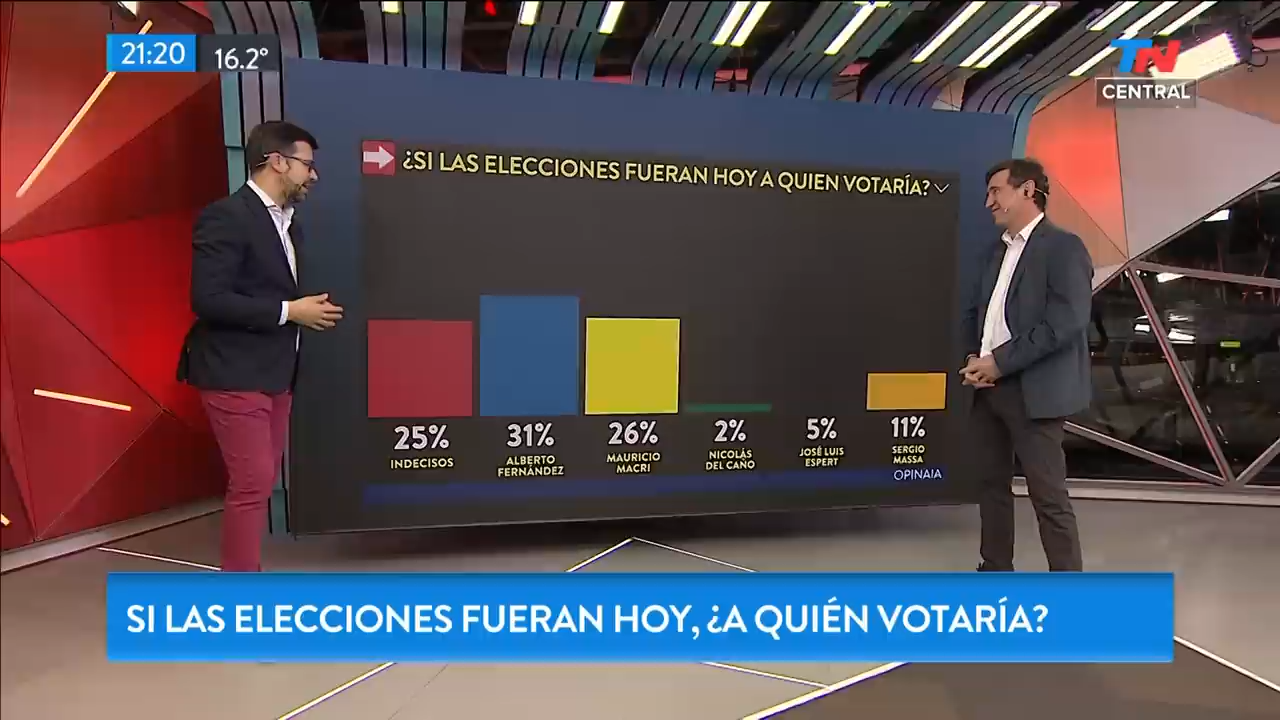 21:20 16.2°
TN
CENTRAL
¿SI LAS ELECCIONES FUERAN HOY A QUIEN VOTARÍA?
25% 31% 26% 2% 5% 11%
INDECISOS
ALBERTO
FERNÁNDEZ
MAURICIO
MACRI
NICOLÁS
DEL CAÑO
JOSÉ LUIS
ESPERT
SERGIO
MASSA
OPINAIA
SI LAS ELECCIONES FUERAN HOY, ¿A QUIÉN VOTARÍA?